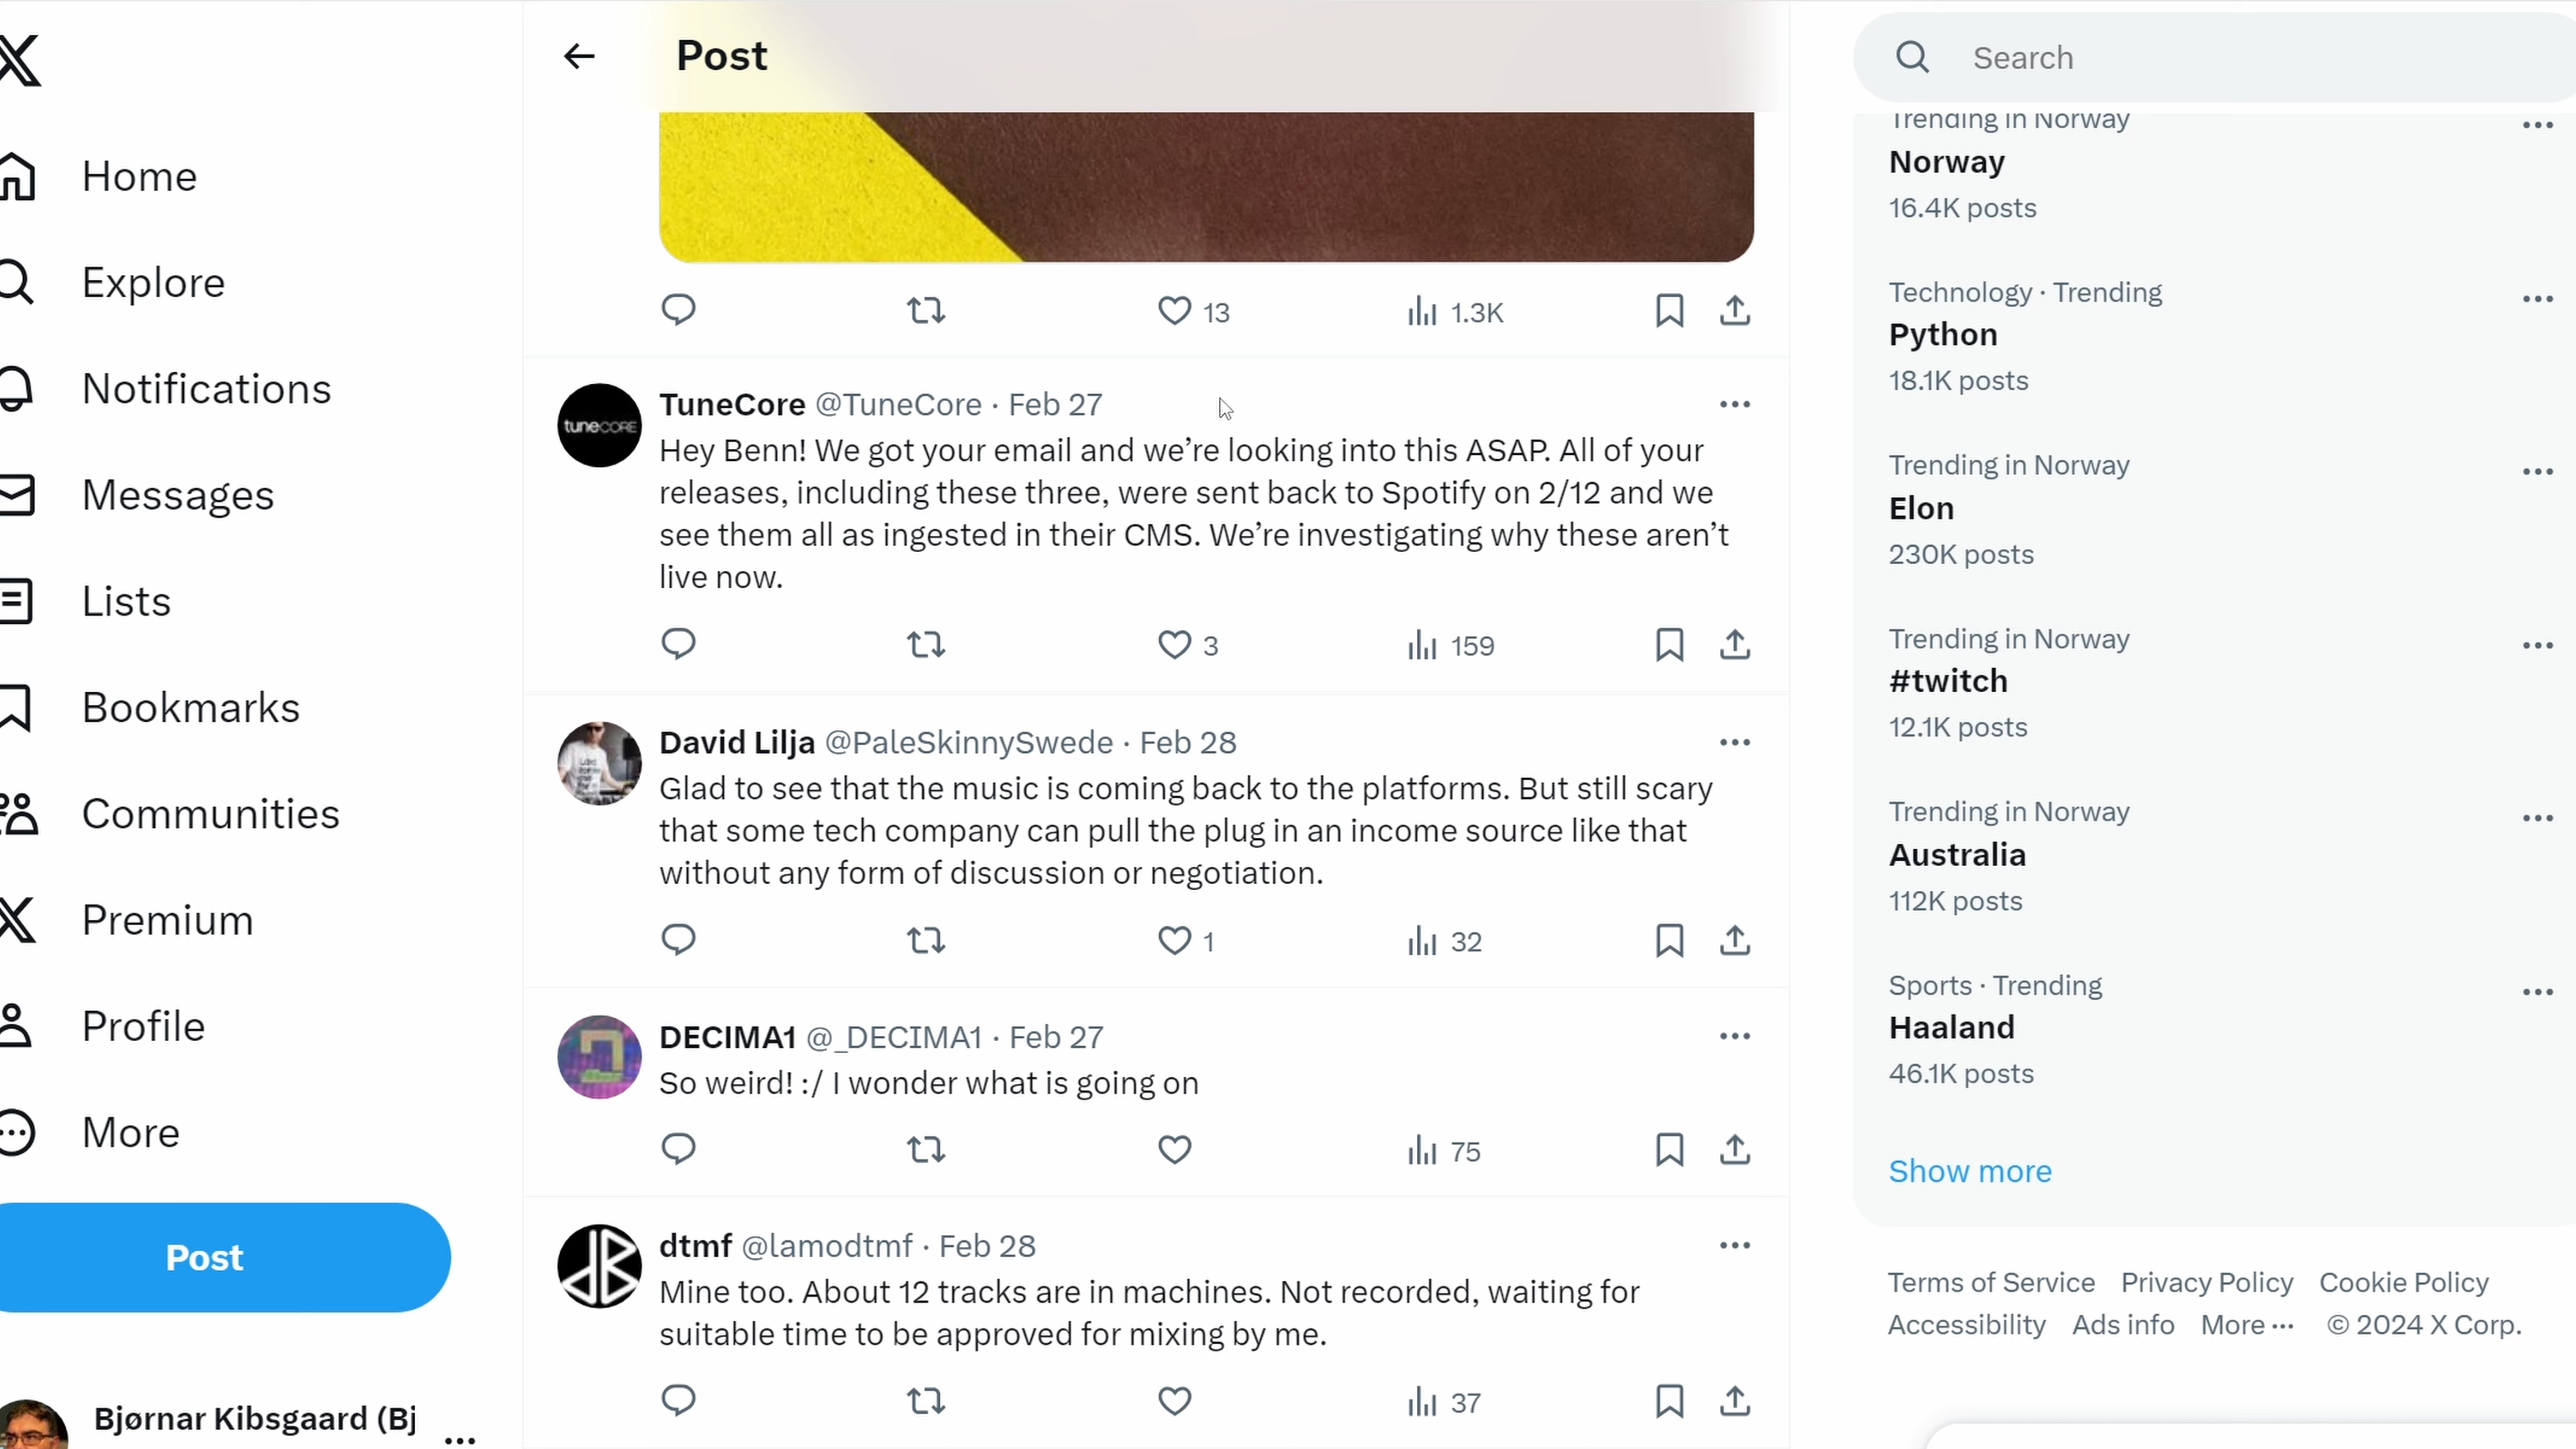 Home
Explore
Notifications
Messages
Lists
Bookmarks
Communities
Premium
Profile
More
Post
Bjørnar Kibsgaard (Bj
Post
13
1.3K
tuneCORE
TuneCore @TuneCore · Feb 27
Hey Benn! We got your email and we’re looking into this ASAP. All of your
releases, including these three, were sent back to Spotify on 2/12 and we
see them all as ingested in their CMS. We’re investigating why these aren’t
live now.
3
159
David Lilja @PaleSkinnySwede · Feb 28
Glad to see that the music is coming back to the platforms. But still scary
that some tech company can pull the plug in an income source like that
without any form of discussion or negotiation.
1
32
DECIMA1 @_DECIMA1 · Feb 27
So weird! :/ I wonder what is going on
75
dtmf @lamodtmf · Feb 28
Mine too. About 12 tracks are in machines. Not recorded, waiting for
suitable time to be approved for mixing by me.
37
Search
Trending in Norway
Norway
16.4K posts
Technology · Trending
Python
18.1K posts
Trending in Norway
Elon
230K posts
Trending in Norway
#twitch
12.1K posts
Trending in Norway
Australia
112K posts
Sports · Trending
Haaland
46.1K posts
Show more
Terms of Service Privacy Policy Cookie Policy
Accessibility Ads info More ··· © 2024 X Corp.